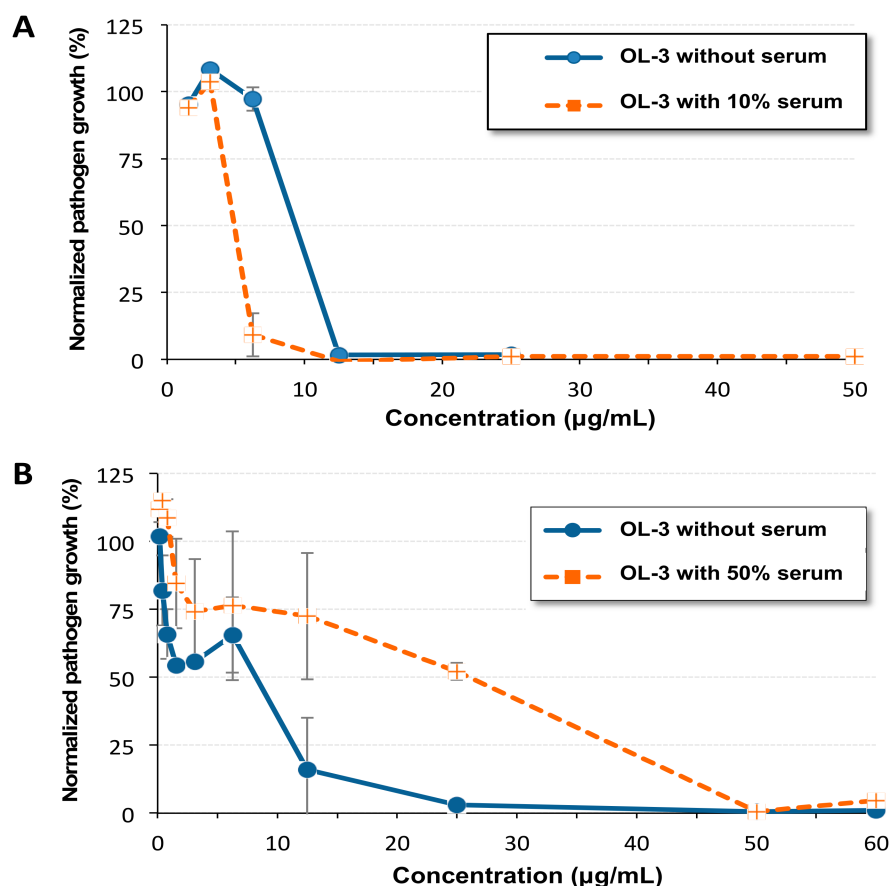 A
Normalized pathogen growth (%)
125
100
75
50
25
0
OL-3 without serum
OL-3 with 10% serum
0 10 20 30 40 50
Concentration (µg/mL)
B
Normalized pathogen growth (%)
125
100
75
50
25
0
OL-3 without serum
OL-3 with 50% serum
0 10 20 30 40 50 60
Concentration (µg/mL)